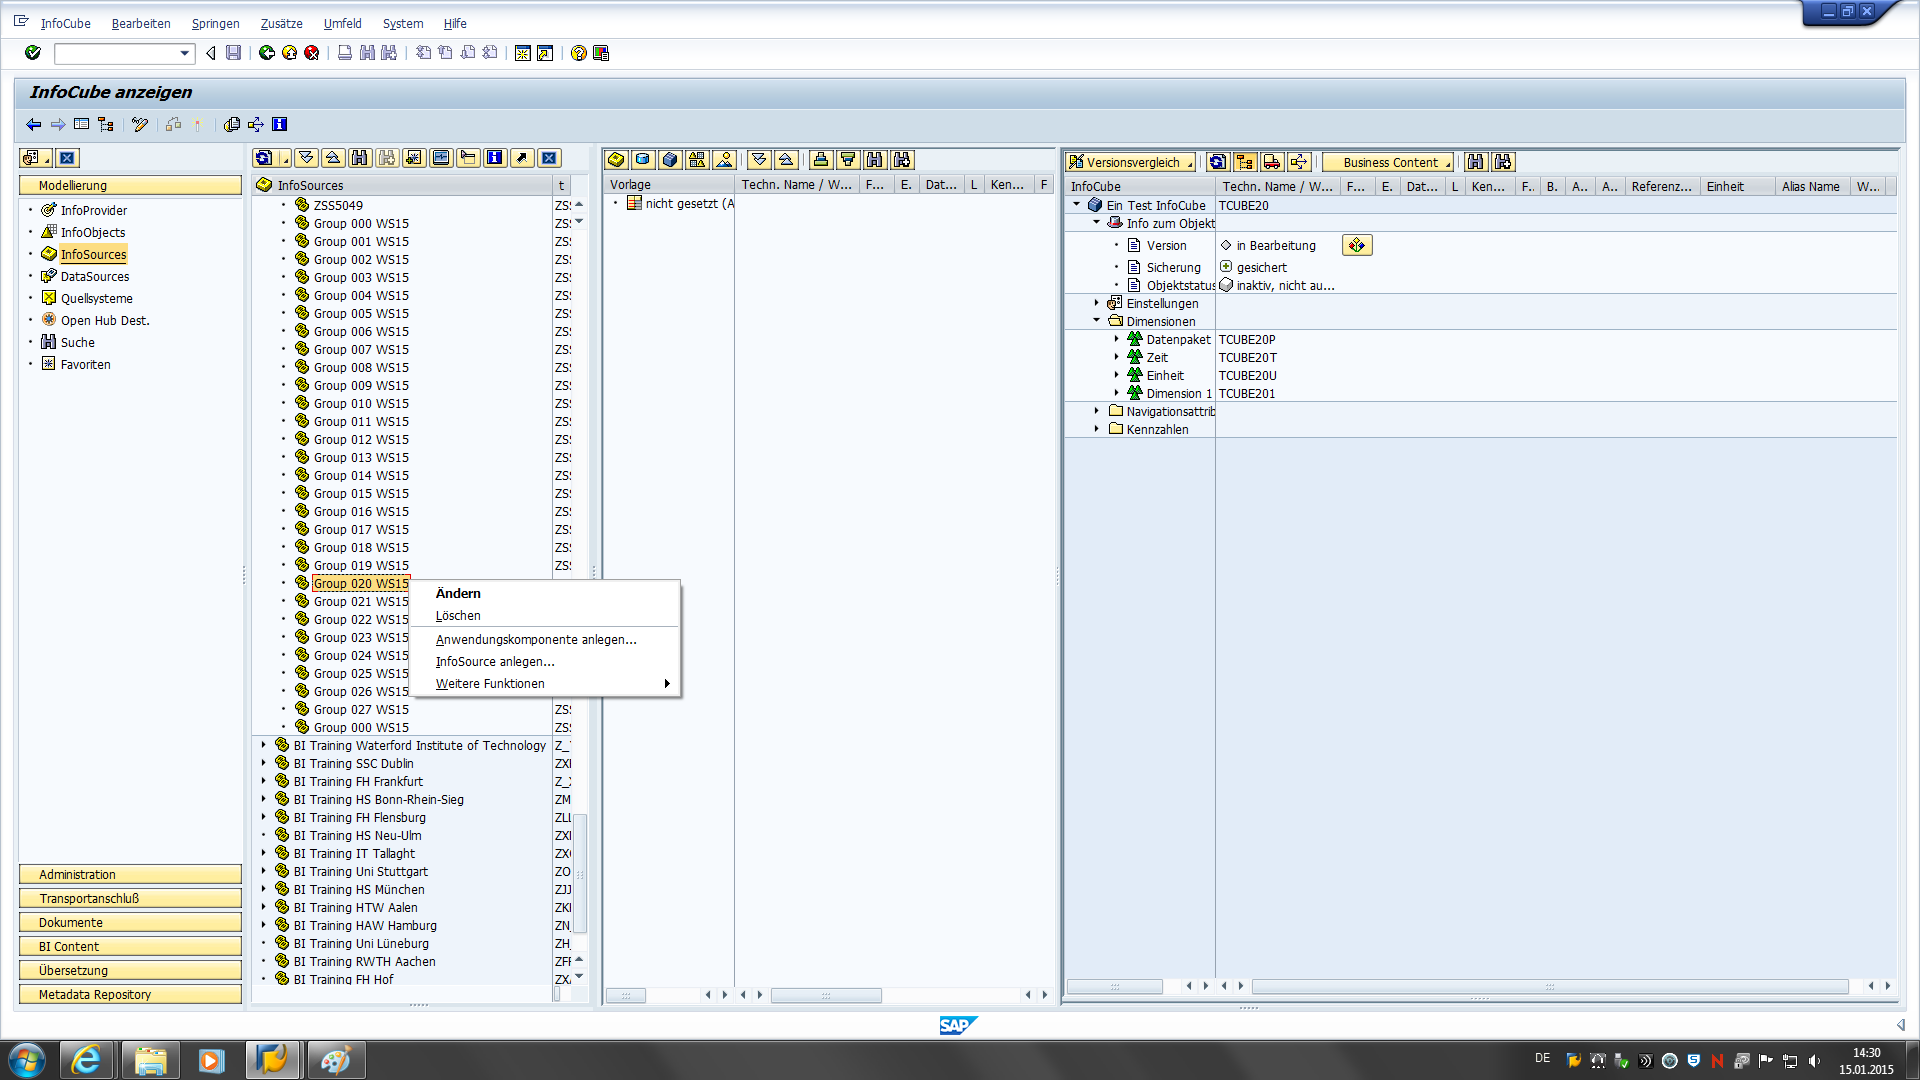 InfoCube Bearbeiten Springen Zusätze Umfeld System Hilfe
InfoCube anzeigen
Modellierung
InfoProvider
InfoObjects
InfoSources
DataSources
Quellsysteme
Open Hub Dest.
Suche
Favoriten
Administration
Transportanschluß
Dokumente
BI Content
Übersetzung
Metadata Repository
InfoSources t
ZSS5049 ZS
Group 000 WS15 ZS
Group 001 WS15 ZS
Group 002 WS15 ZS
Group 003 WS15 ZS
Group 004 WS15 ZS
Group 005 WS15 ZS
Group 006 WS15 ZS
Group 007 WS15 ZS
Group 008 WS15 ZS
Group 009 WS15 ZS
Group 010 WS15 ZS
Group 011 WS15 ZS
Group 012 WS15 ZS
Group 013 WS15 ZS
Group 014 WS15 ZS
Group 015 WS15 ZS
Group 016 WS15 ZS
Group 017 WS15 ZS
Group 018 WS15 ZS
Group 019 WS15 ZS
Group 020 WS15
Group 021 WS15
Group 022 WS15
Group 023 WS15
Group 024 WS15
Group 025 WS15
Group 026 WS15
Group 027 WS15 ZS
Group 000 WS15 ZS
BI Training Waterford Institute of Technology Z_
BI Training SSC Dublin ZX
BI Training FH Frankfurt Z_
BI Training HS Bonn-Rhein-Sieg ZM
BI Training FH Flensburg ZL
BI Training HS Neu-Ulm ZX
BI Training IT Tallaght ZX
BI Training Uni Stuttgart ZO
BI Training HS München ZJ
BI Training HTW Aalen ZK
BI Training HAW Hamburg ZN
BI Training Uni Lüneburg ZH
BI Training RWTH Aachen ZF
BI Training FH Hof ZX
Ändern
Löschen
Anwendungskomponente anlegen...
InfoSource anlegen...
Weitere Funktionen
Vorlage Techn. Name / W... F... E. Dat... L Ken... F
nicht gesetzt (A
Versionsvergleich Business Content
InfoCube Techn. Name / W... F... E. Dat... L Ken... F.. B. A.. A.. Referenz... Einheit Alias Name W...
Ein Test InfoCube TCUBE20
Info zum Objekt
Version in Bearbeitung
Sicherung gesichert
Objektstatus inaktiv, nicht au...
Einstellungen
Dimensionen
Datenpaket TCUBE20P
Zeit TCUBE20T
Einheit TCUBE20U
Dimension 1 TCUBE201
Navigationsattrib
Kennzahlen
SAP
DE
14:30
15.01.2015